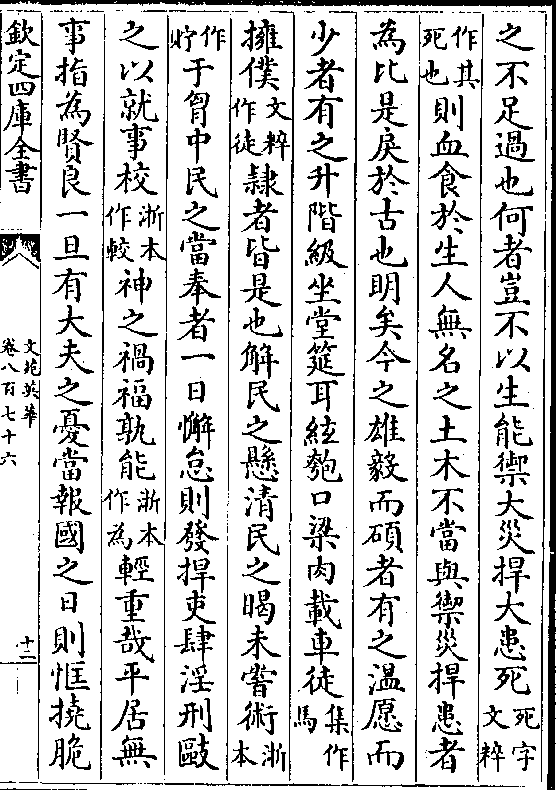 之不足過也何者豈不以生能禦大災捍大患死死字文粹
作其死也則血食於生人無名之土木不當與禦災捍患者
為比是戾於古也明矣今之雄毅而碩者有之溫愿而
少者有之升階級坐堂筵耳絃匏口梁肉載車徒集作馬
擁僕文粹作徒隸者皆是也解民之懸清民之暍未嘗術浙本
作貯于胷中民之當奉者一日懈怠則發捍吏肆淫刑敺
之以就事校浙本作較神之禍福孰能浙本作為輕重哉平居無
事指為賢良一旦有大夫之憂當報國之日則恇撓脆
欽定四庫全書
文苑英華
卷八百七十六
十二